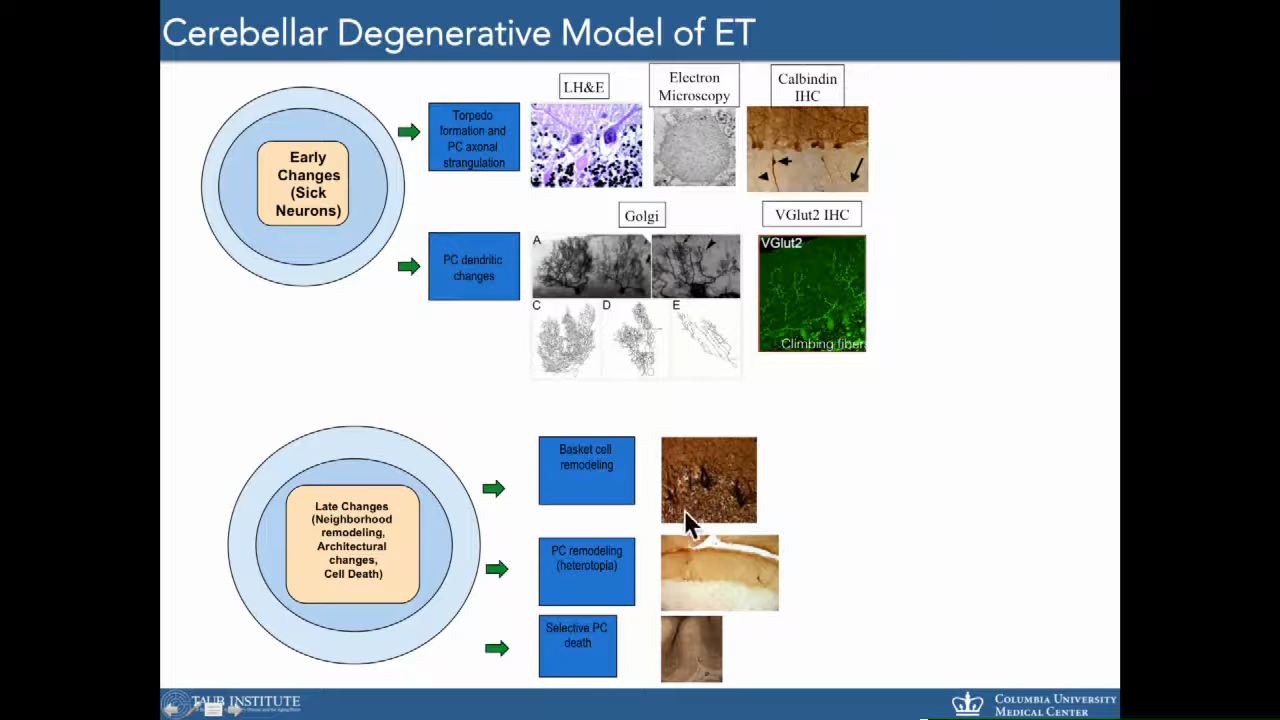 Cerebellar Degenerative Model of ET
Early
Changes
(Sick
Neurons)
Torpedo
formation and
PC axonal
strangulation
LH&E
Electron
Microscopy
Calbindin
IHC
PC dendritic
changes
Golgi
A
C
D
E
VGlut2 IHC
VGlut2
Climbing fiber
Late Changes
(Neighborhood
remodeling,
Architectural
changes,
Cell Death)
Basket cell
remodeling
PC remodeling
(heterotopia)
Selective PC
death
TAUB INSTITUTE
COLUMBIA UNIVERSITY
MEDICAL CENTER